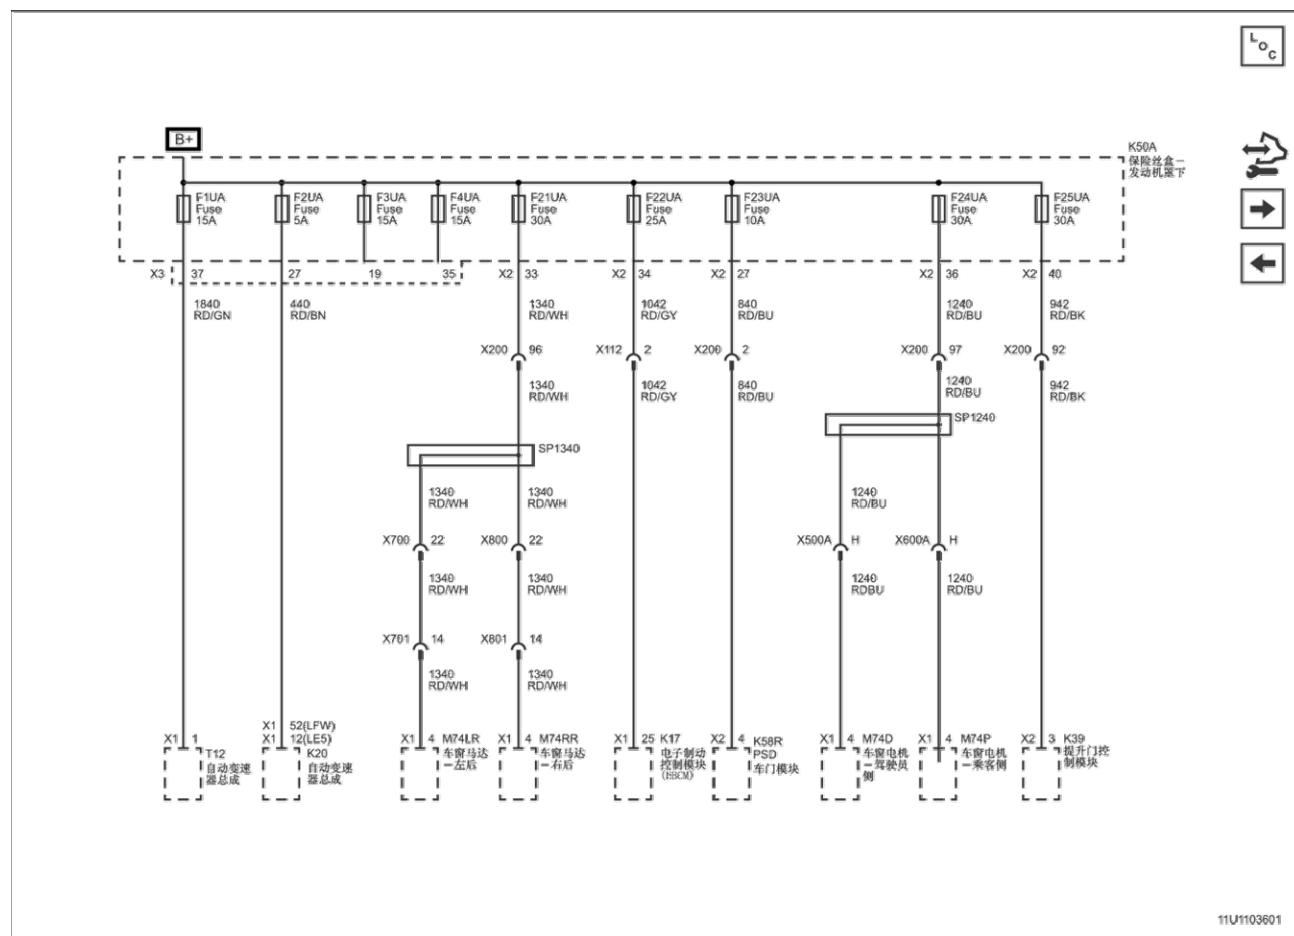 LOC
B+
K50A
保险丝盒－
发动机罩下
F1UA
Fuse
15A
F2UA
Fuse
5A
F3UA
Fuse
15A
F4UA
Fuse
15A
F21UA
Fuse
30A
F22UA
Fuse
25A
F23UA
Fuse
10A
F24UA
Fuse
30A
F25UA
Fuse
30A
X3 37 27 19 35 X2 33 X2 34 X2 27 X2 36 X2 40
1840
RD/GN
440
RD/BN
1340
RD/WH
1042
RD/GY
840
RD/BU
1240
RD/BU
942
RD/BK
X200 96 X112 2 X200 2 X200 97 X200 92
1340
RD/WH
1042
RD/GY
840
RD/BU
1240
RD/BU
942
RD/BK
SP1240
SP1340
1340
RD/WH
1340
RD/WH
1240
RD/BU
X700 22 X800 22 X500A H X600A H
1340
RD/WH
1340
RD/WH
1240
RDBU
1240
RD/BU
X701 14 X801 14
1340
RD/WH
1340
RD/WH
X1 1
T12
自动变速
器总成
X1 52(LFW)
X1 12(LE5)
K20
自动变速
器总成
X1 4 M74LR
车窗马达
－左后
X1 4 M74RR
车窗马达
－右后
X1 25 K17
电子制动
控制模块
(EBCM)
X2 4 K58R
PSD
车门模块
X1 4 M74D
车窗电机
－驾驶员
侧
X1 4 M74P
车窗电机
－乘客侧
X2 3 K39
提升门控
制模块
11U1103601